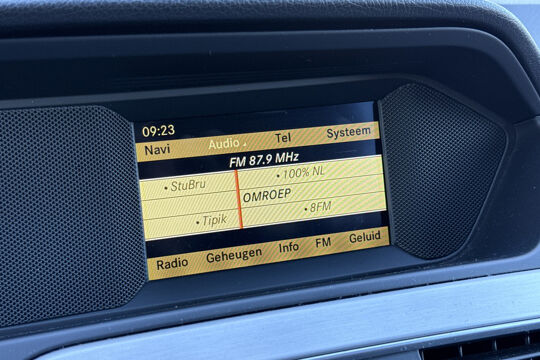 09:23
Navi Audio Tel Systeem
FM 87.9 MHz
• StuBru • 100% NL
OMROEP
• Tipik • 8FM
Radio Geheugen Info FM Geluid